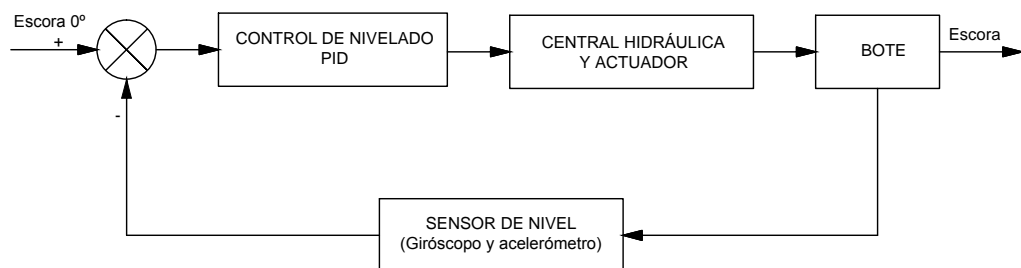 Escora 0º
+
-
CONTROL DE NIVELADO
PID
CENTRAL HIDRÁULICA
Y ACTUADOR
BOTE
Escora
SENSOR DE NIVEL
(Giróscopo y acelerómetro)